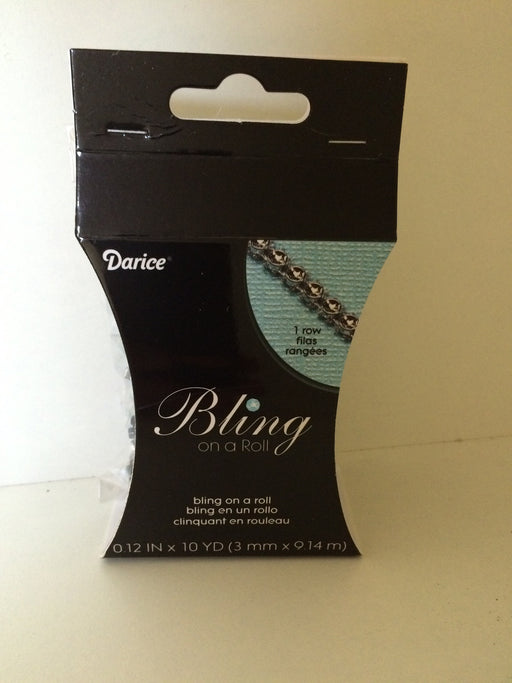 Darice®
1 row
filas
rangées
Bling
on a Roll
bling on a roll
bling en un rollo
clinquant en rouleau
0.12 IN x 10 YD (3 mm x 9.14 m)